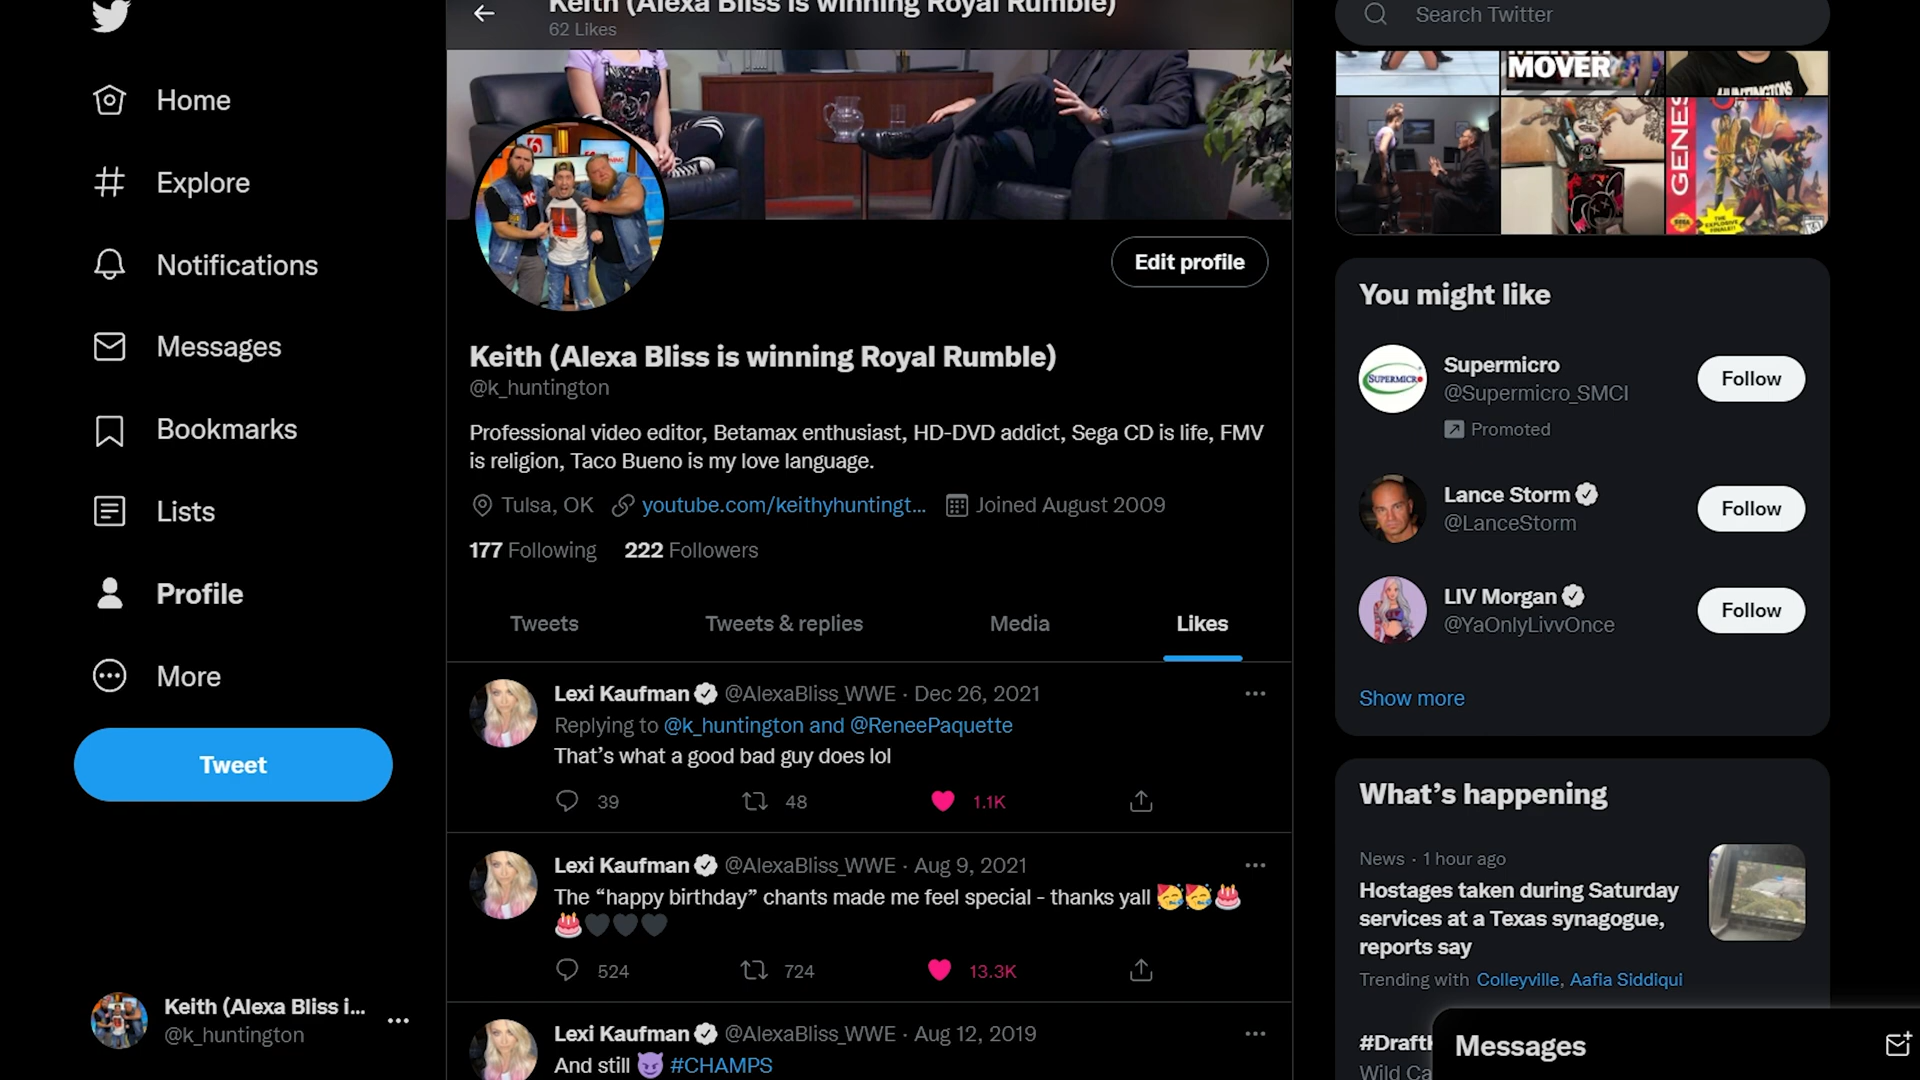 Keith (Alexa Bliss is winning Royal Rumble)
62 Likes
Home
Explore
Notifications
Messages
Bookmarks
Lists
Profile
More
Tweet
Keith (Alexa Bliss i...
@k_huntington
Edit profile
Keith (Alexa Bliss is winning Royal Rumble)
@k_huntington
Professional video editor, Betamax enthusiast, HD-DVD addict, Sega CD is life, FMV
is religion, Taco Bueno is my love language.
Tulsa, OK youtube.com/keithyhuntingt... Joined August 2009
177 Following 222 Followers
Tweets Tweets & replies Media Likes
Lexi Kaufman @AlexaBliss_WWE · Dec 26, 2021
Replying to @k_huntington and @ReneePaquette
That’s what a good bad guy does lol
39 48 1.1K
Lexi Kaufman @AlexaBliss_WWE · Aug 9, 2021
The “happy birthday” chants made me feel special - thanks yall 🥳🥳🎂
🎂🖤🖤🖤
524 724 13.3K
Lexi Kaufman @AlexaBliss_WWE · Aug 12, 2019
And still 😈 #CHAMPS
Search Twitter
MOVER
GENES
You might like
SUPERMICRO
Supermicro
@Supermicro_SMCI
Promoted
Follow
Lance Storm
@LanceStorm
Follow
LIV Morgan
@YaOnlyLivvOnce
Follow
Show more
What’s happening
News · 1 hour ago
Hostages taken during Saturday
services at a Texas synagogue,
reports say
Trending with Colleyville, Aafia Siddiqui
Messages